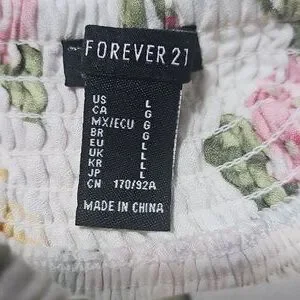 FOREVER 21
US L
CA G
MX/ECU G
BR G
EU L
UK L
KR L
JP L
CN 170/92A
MADE IN CHINA